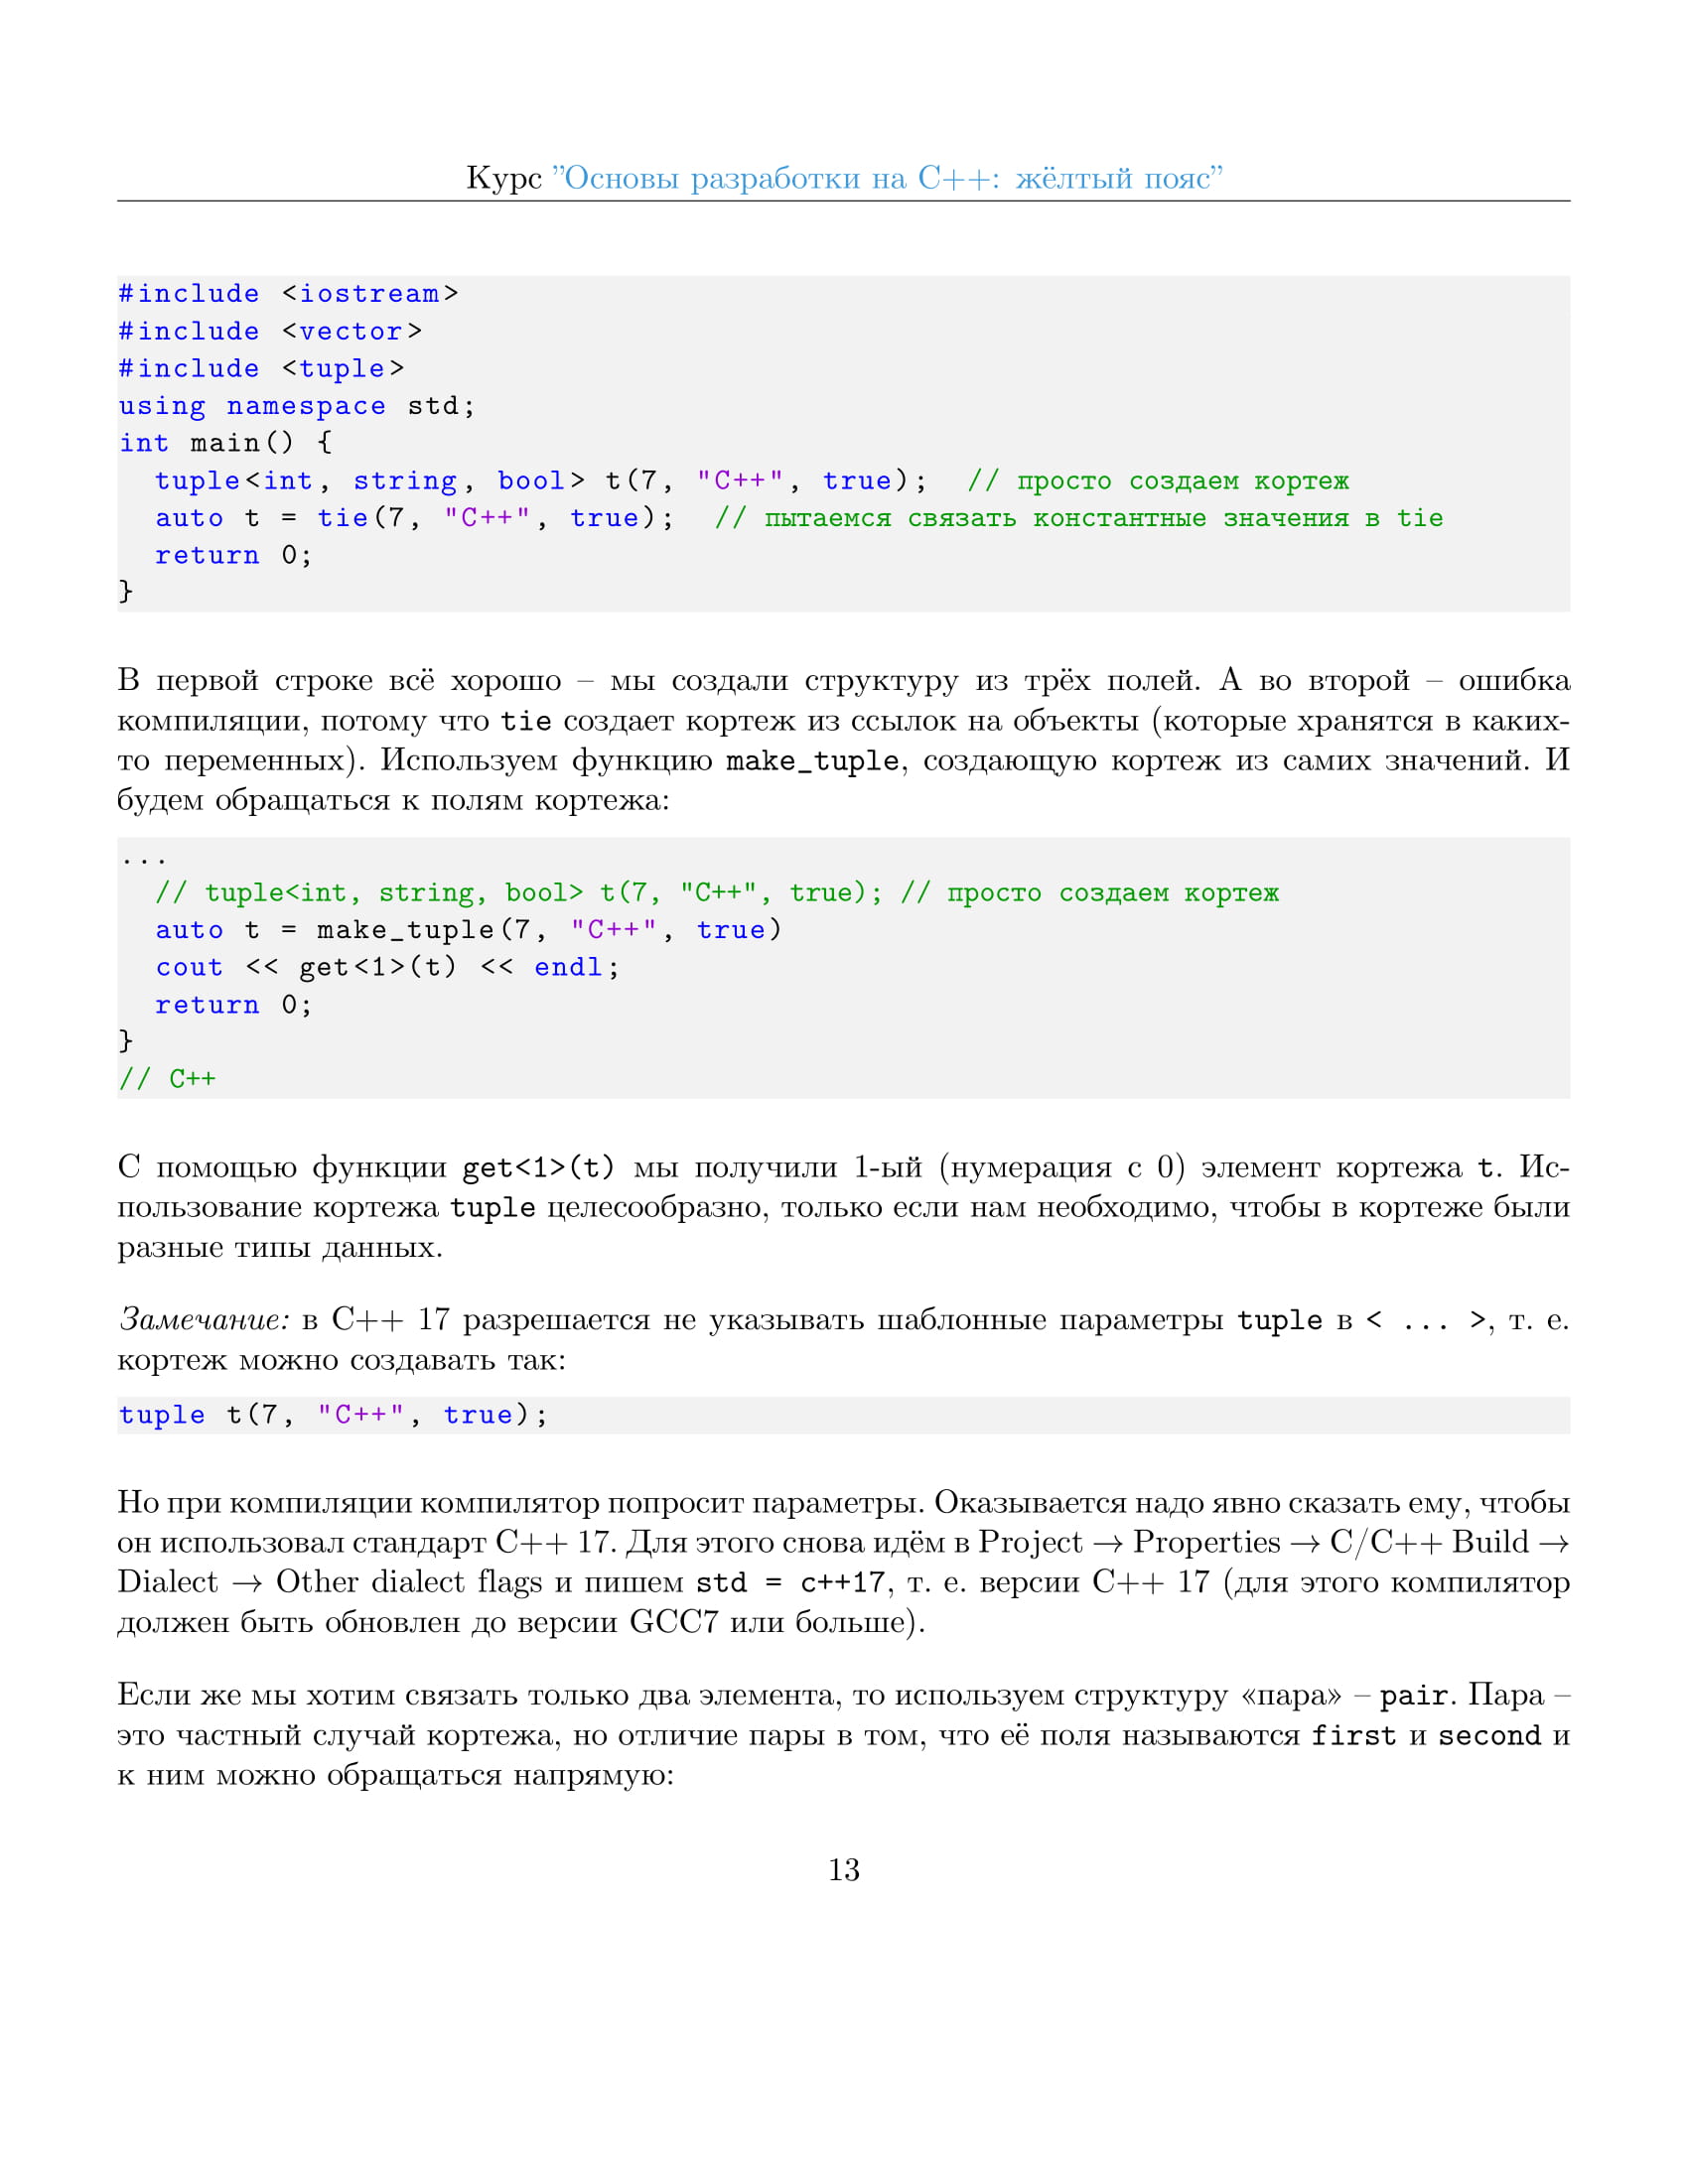 Курс ”Основы разработки на C++: жёлтый пояс”
#include <iostream>
#include <vector>
#include <tuple>
using namespace std;
int main() {
  tuple<int, string, bool> t(7, "C++", true);  // просто создаем кортеж
  auto t = tie(7, "C++", true);  // пытаемся связать константные значения в tie
  return 0;
}
В первой строке всё хорошо – мы создали структуру из трёх полей. А во второй – ошибка
компиляции, потому что tie создает кортеж из ссылок на объекты (которые хранятся в каких-
то переменных). Используем функцию make_tuple, создающую кортеж из самих значений. И
будем обращаться к полям кортежа:
...
  // tuple<int, string, bool> t(7, "C++", true); // просто создаем кортеж
  auto t = make_tuple(7, "C++", true)
  cout << get<1>(t) << endl;
  return 0;
}
// C++
С помощью функции get<1>(t) мы получили 1-ый (нумерация с 0) элемент кортежа t. Ис-
пользование кортежа tuple целесообразно, только если нам необходимо, чтобы в кортеже были
разные типы данных.
Замечание: в C++ 17 разрешается не указывать шаблонные параметры tuple в < ... >, т. е.
кортеж можно создавать так:
tuple t(7, "C++", true);
Но при компиляции компилятор попросит параметры. Оказывается надо явно сказать ему, чтобы
он использовал стандарт C++ 17. Для этого снова идём в Project → Properties → C/C++ Build →
Dialect → Other dialect flags и пишем std = c++17, т. е. версии C++ 17 (для этого компилятор
должен быть обновлен до версии GCC7 или больше).
Если же мы хотим связать только два элемента, то используем структуру «пара» – pair. Пара –
это частный случай кортежа, но отличие пары в том, что её поля называются first и second и
к ним можно обращаться напрямую:
13